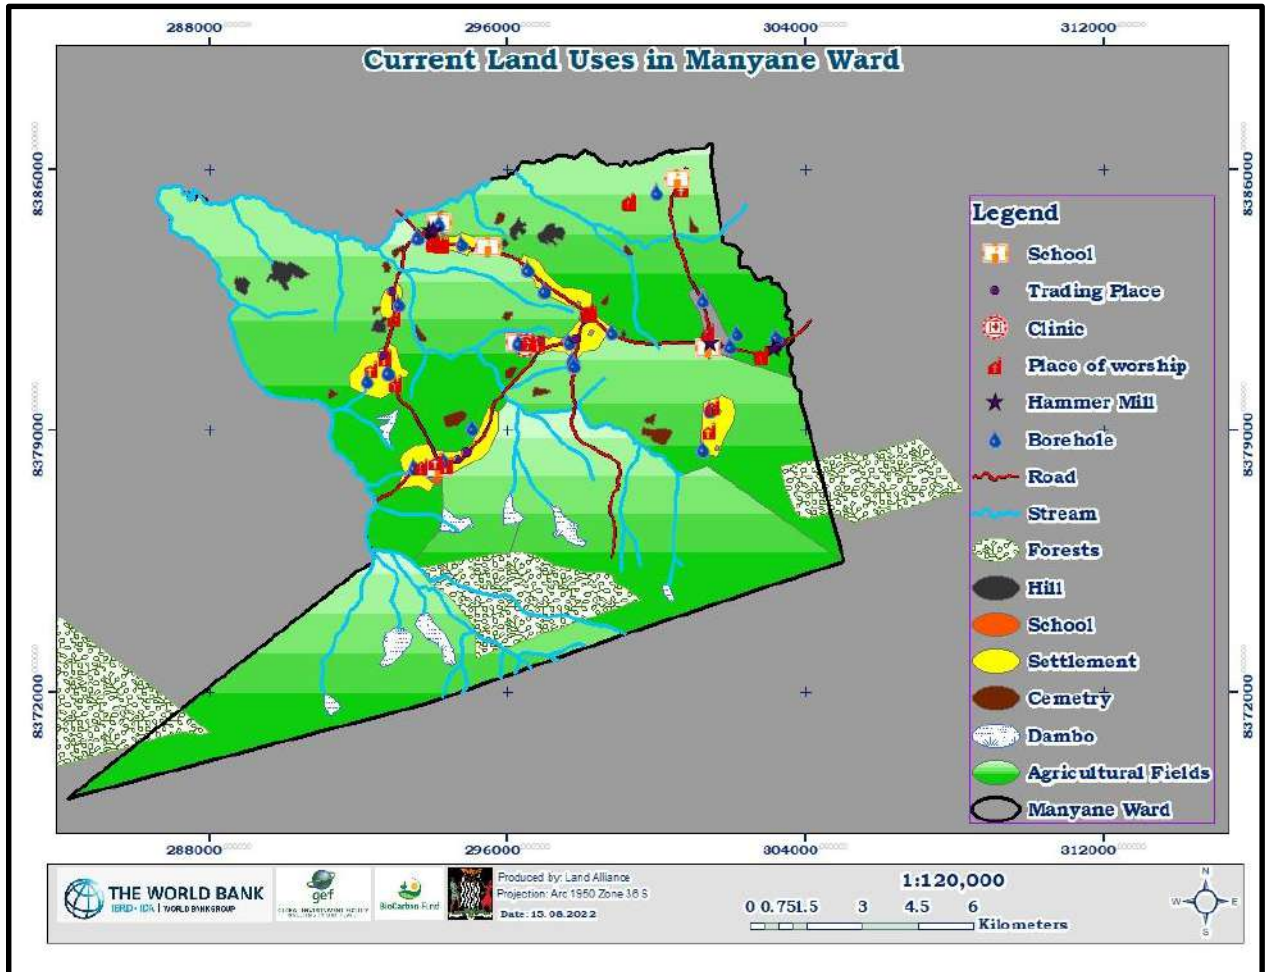 288000 296000 304000 312000
Current Land Uses in Manyane Ward
8386000 8386000
8379000 8379000
8372000 8372000
Legend
School
Trading Place
Clinic
Place of worship
Hammer Mill
Borehole
Road
Stream
Forests
Hill
School
Settlement
Cemetry
Dambo
Agricultural Fields
Manyane Ward
288000 296000 304000 312000
THE WORLD BANK
IBRD • IDA | WORLD BANK GROUP
gef
BioCarbon Fund
Produced by: Land Alliance
Projection: Arc 1950 Zone 36 S
Date: 15.08.2022
1:120,000
0 0.751.5 3 4.5 6
Kilometers
N
W E
S